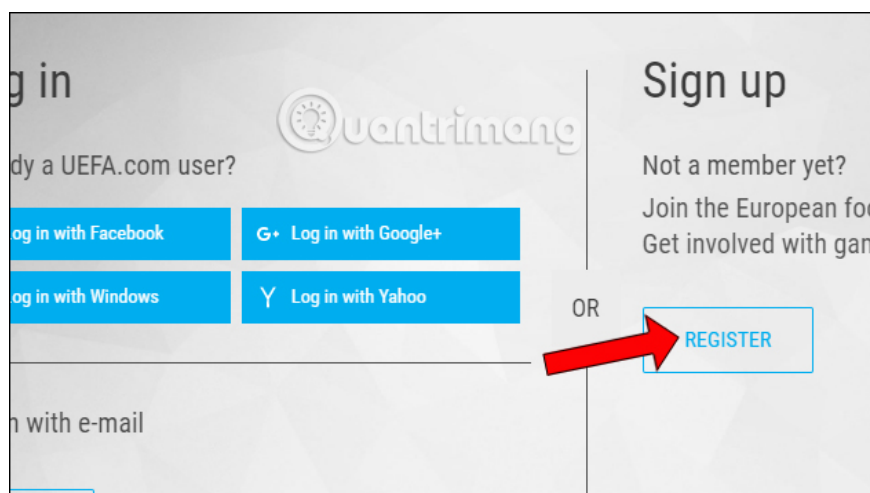 g in
dy a UEFA.com user?
og in with Facebook
G+ Log in with Google+
og in with Windows
Log in with Yahoo
n with e-mail
OR
Sign up
Not a member yet?
Join the European foo
Get involved with gam
REGISTER
Quantrimang